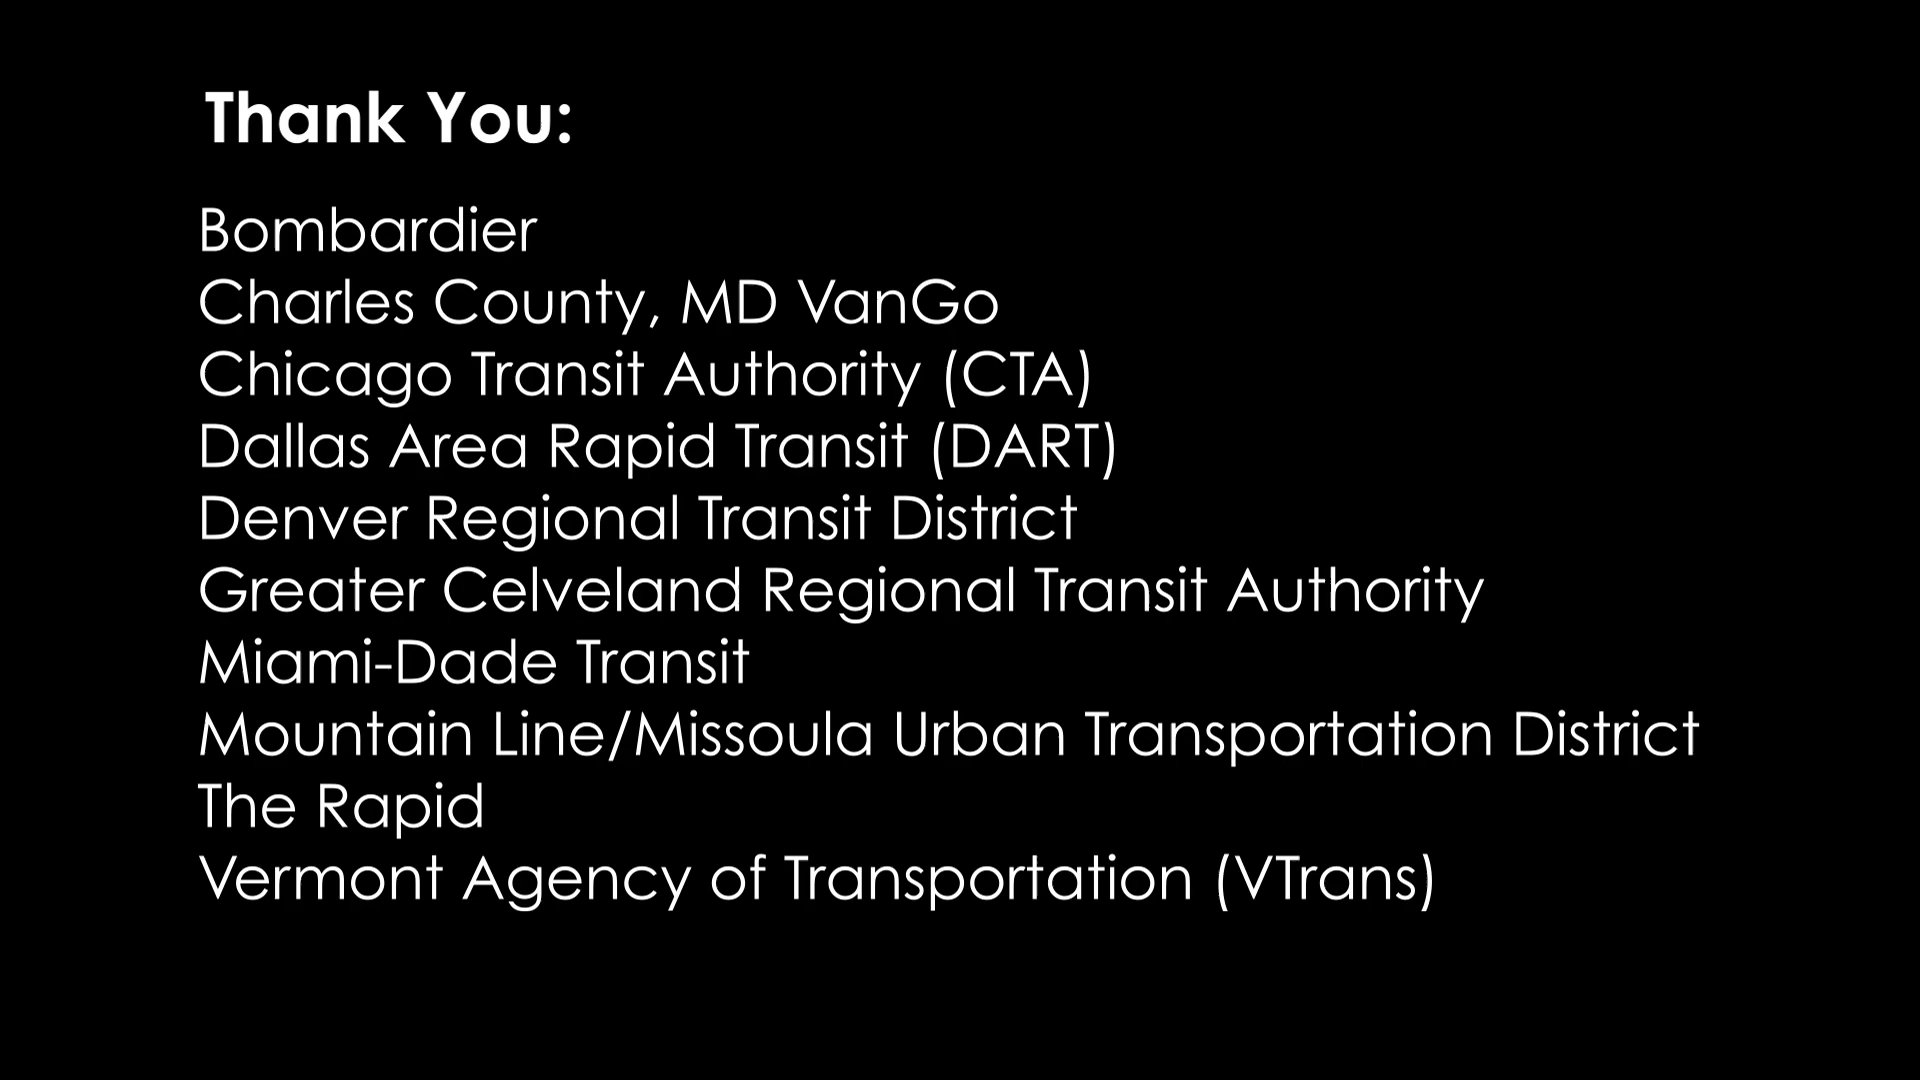 Thank You:
Bombardier
Charles County, MD VanGo
Chicago Transit Authority (CTA)
Dallas Area Rapid Transit (DART)
Denver Regional Transit District
Greater Celveland Regional Transit Authority
Miami-Dade Transit
Mountain Line/Missoula Urban Transportation District
The Rapid
Vermont Agency of Transportation (VTrans)